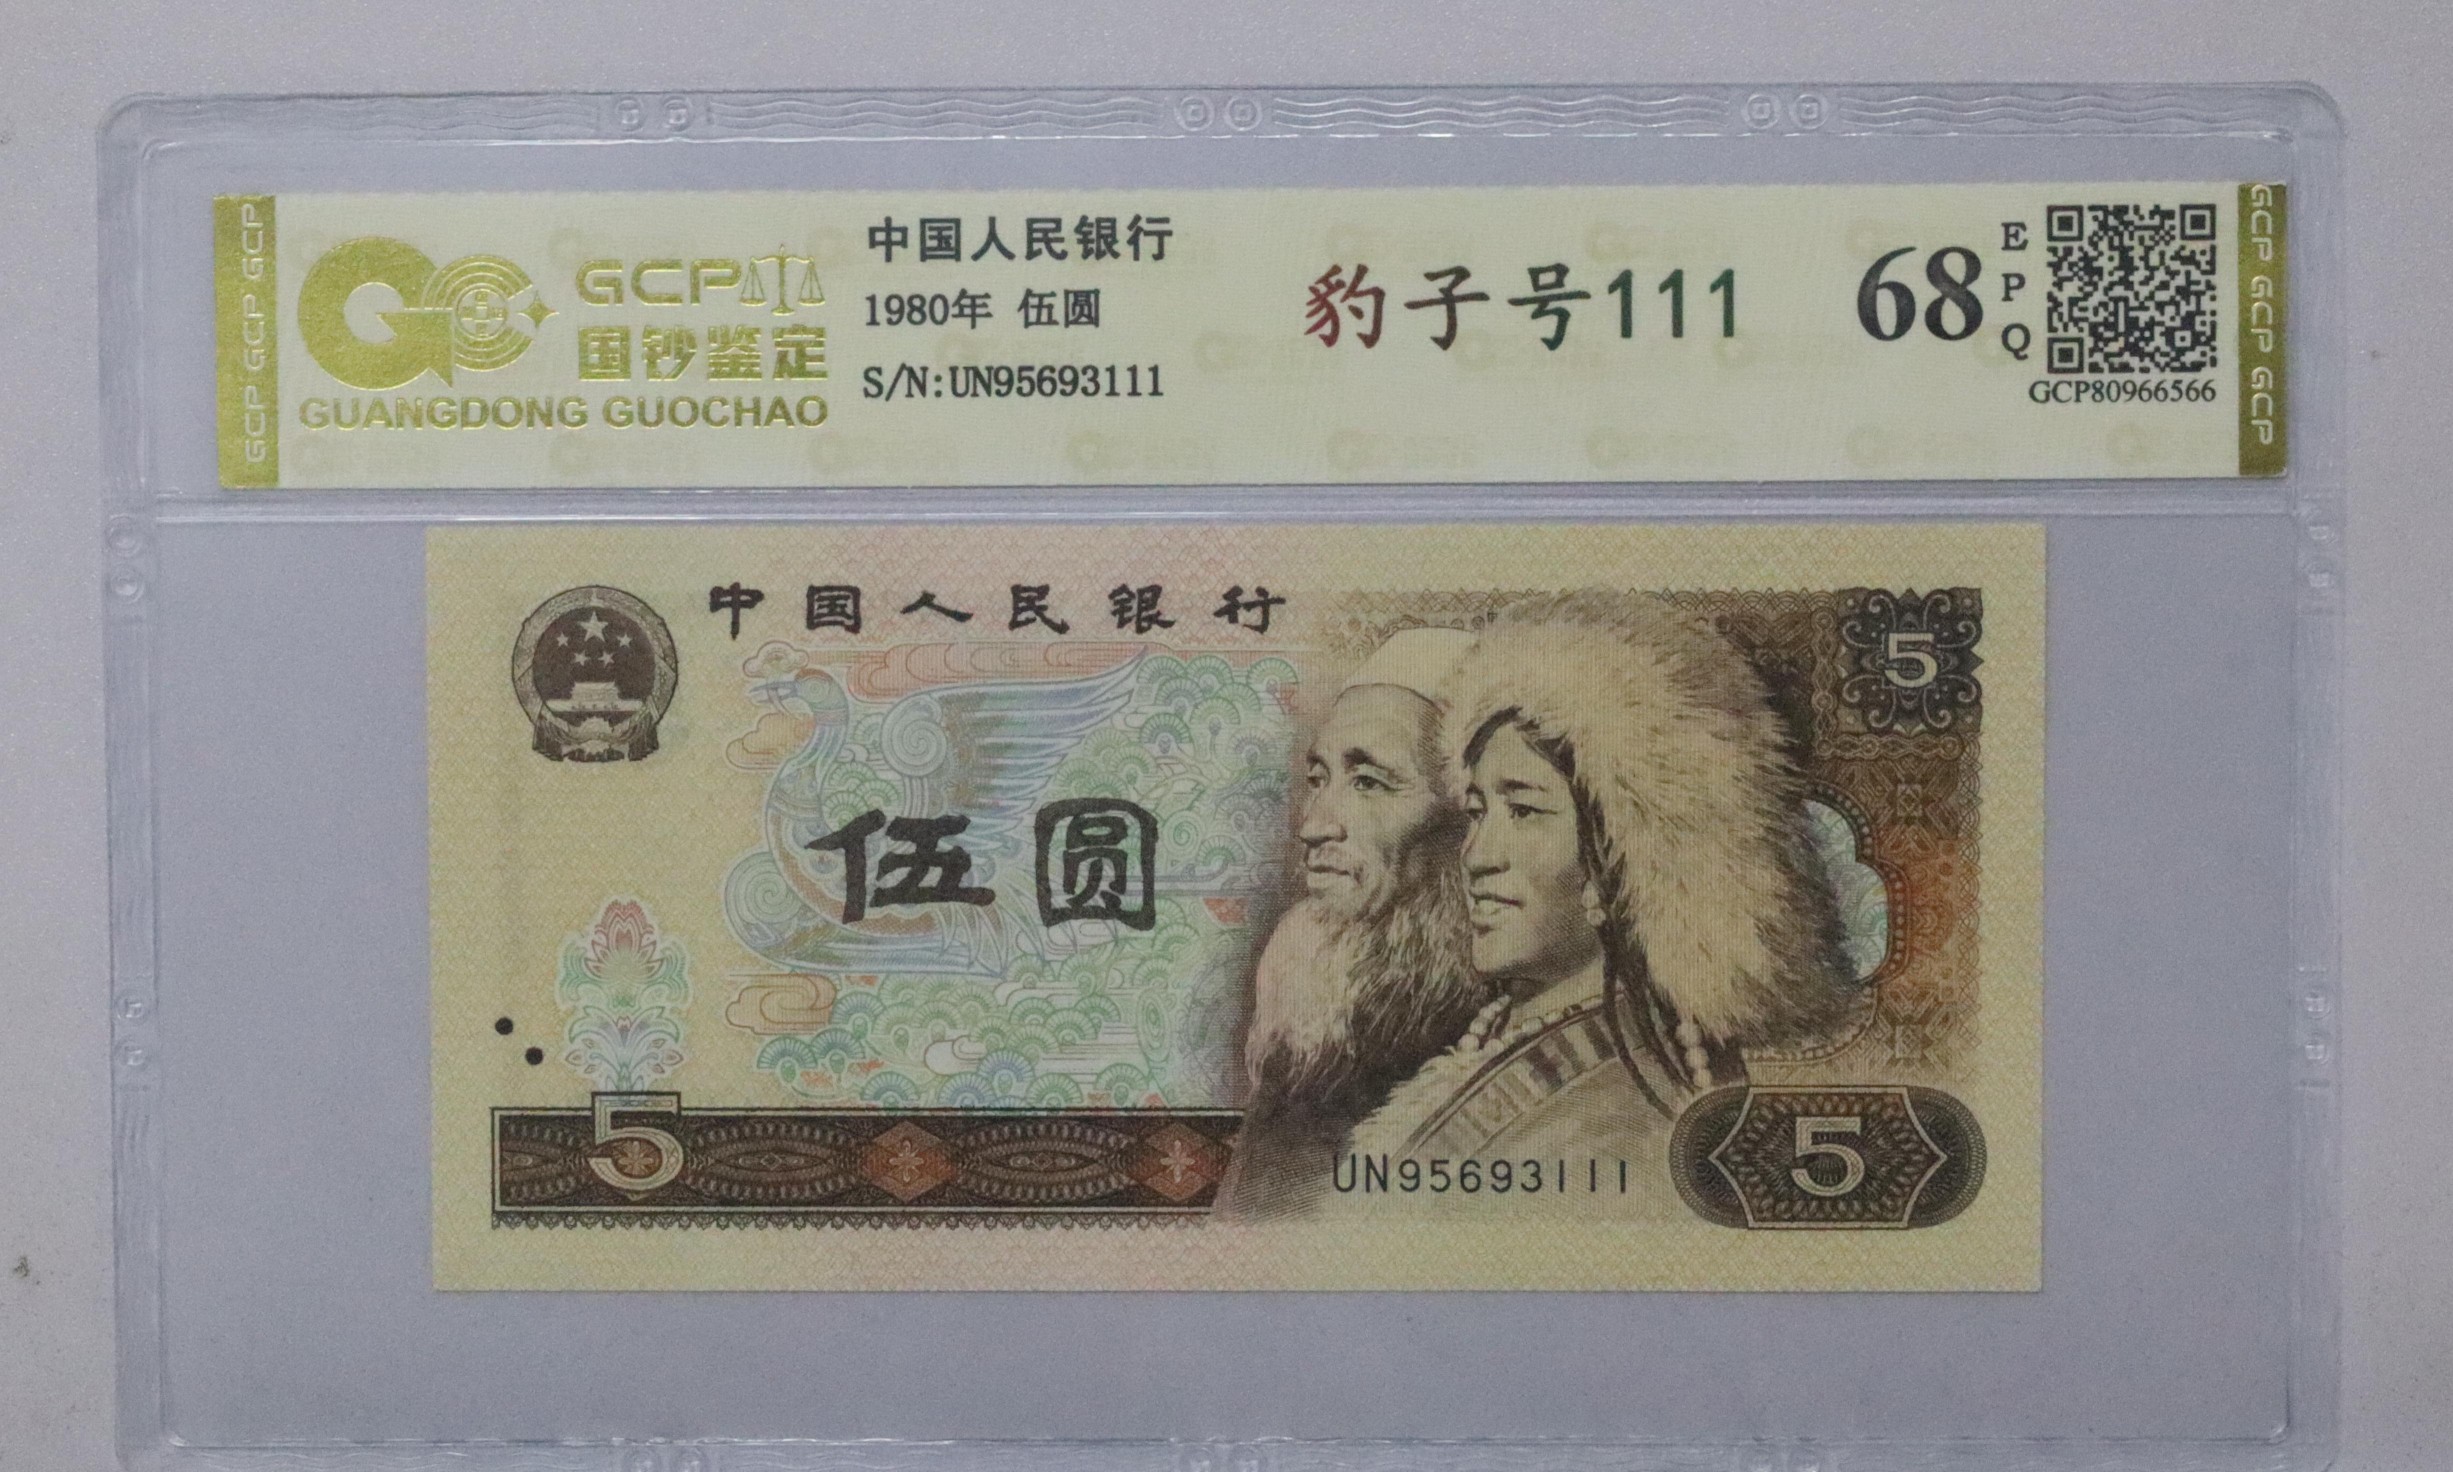 GCP GCP GCP
GCP
国钞鉴定
GUANGDONG GUOCHAO
中国人民银行
1980年 伍圆
S/N:UN95693111
豹子号111
68
E
P
Q
GCP80966566
GCP GCP GCP
中国人民银行
5
伍圆
5
UN95693111
5